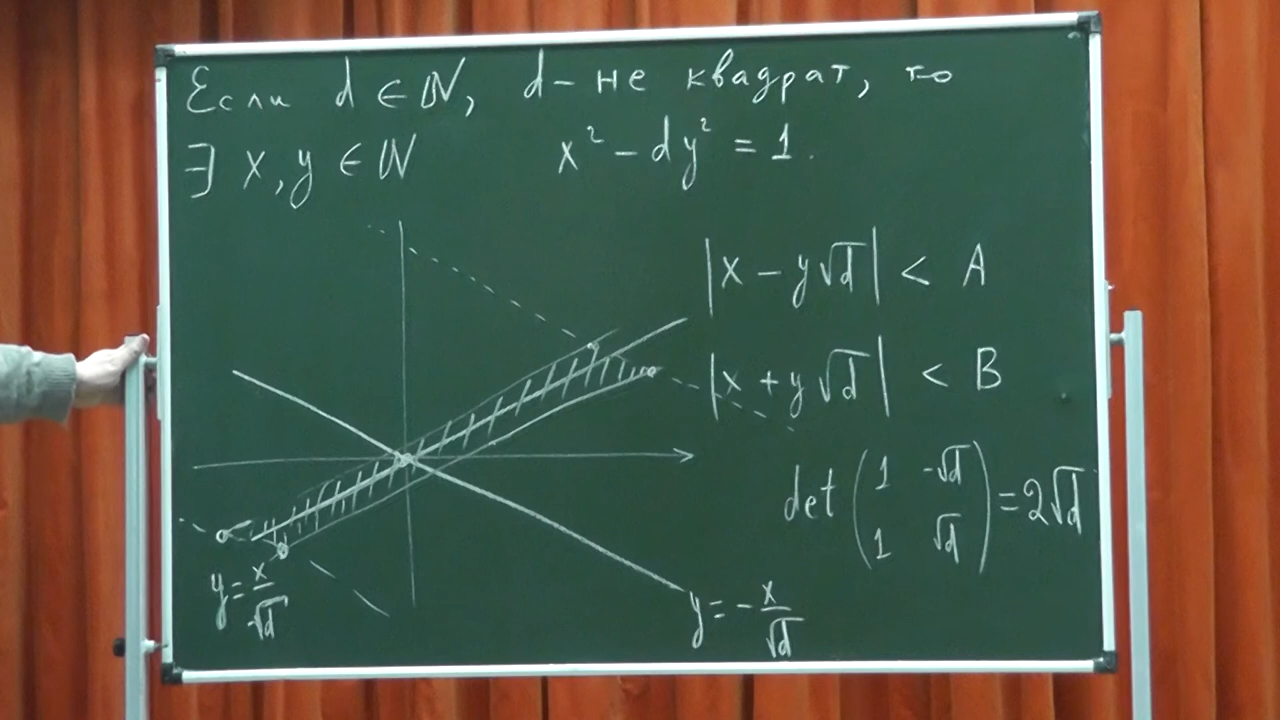 Если d ∈ ℕ, d – не квадрат, то
∃ x, y ∈ ℕ x² – dy² = 1.
|x – y√d| < A
|x + y√d| < B
det ( 1 -√d
1 √d ) = 2√d
y = x/√d
y = – x/√d